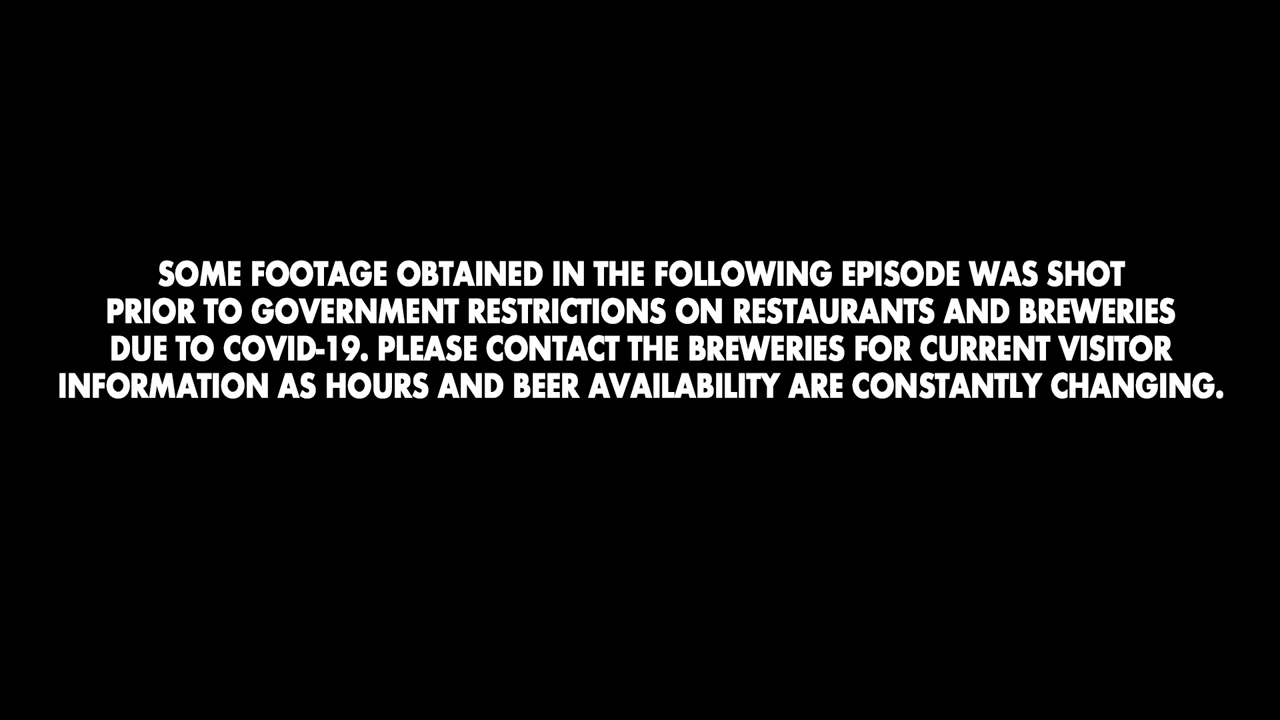 SOME FOOTAGE OBTAINED IN THE FOLLOWING EPISODE WAS SHOT
PRIOR TO GOVERNMENT RESTRICTIONS ON RESTAURANTS AND BREWERIES
DUE TO COVID-19. PLEASE CONTACT THE BREWERIES FOR CURRENT VISITOR
INFORMATION AS HOURS AND BEER AVAILABILITY ARE CONSTANTLY CHANGING.